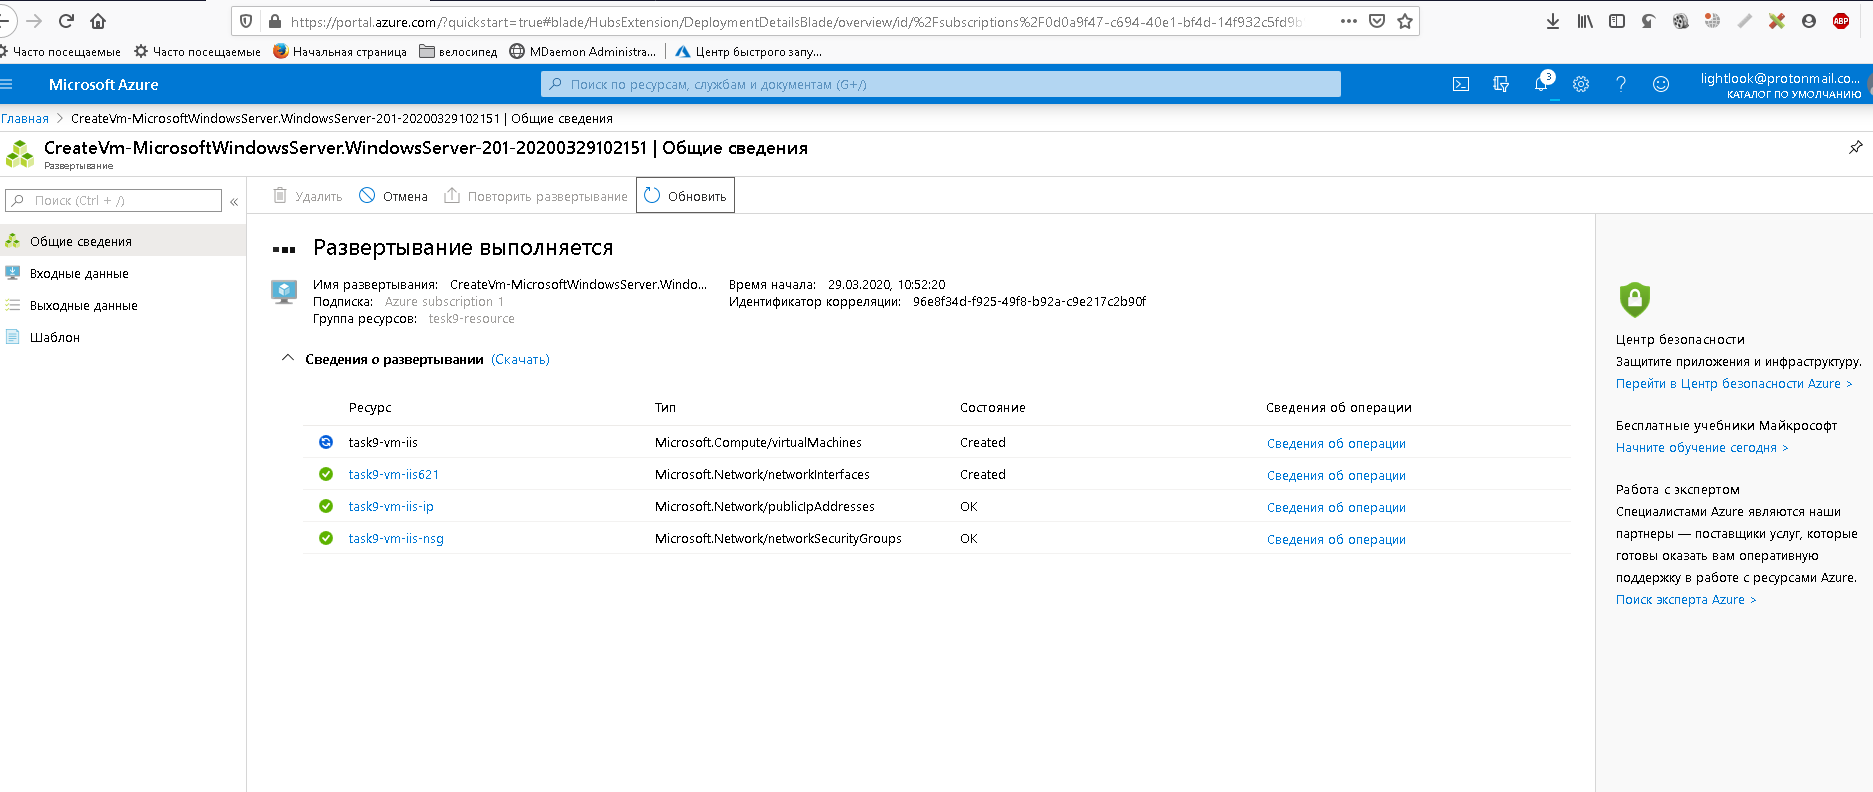 https://portal.azure.com/?quickstart=true#blade/HubsExtension/DeploymentDetailsBlade/overview/id/%2Fsubscriptions%2F0d0a9f47-c694-40e1-bf4d-14f932c5fd9b
Часто посещаемые Часто посещаемые Начальная страница велосипед MDaemon Administra... Центр быстрого запу...
Microsoft Azure
Поиск по ресурсам, службам и документам (G+/)
3
lightlook@protonmail.co...
КАТАЛОГ ПО УМОЛЧАНИЮ
ABP
Главная > CreateVm-MicrosoftWindowsServer.WindowsServer-201-20200329102151 | Общие сведения
CreateVm-MicrosoftWindowsServer.WindowsServer-201-20200329102151 | Общие сведения
Развертывание
Поиск (Ctrl + /)
«
Общие сведения
Входные данные
Выходные данные
Шаблон
Удалить Отмена Повторить развертывание Обновить
Развертывание выполняется
Имя развертывания: CreateVm-MicrosoftWindowsServer.Windo...
Подписка: Azure subscription 1
Группа ресурсов: tesk9-resource
Время начала: 29.03.2020, 10:52:20
Идентификатор корреляции: 96e8f34d-f925-49f8-b92a-c9e217c2b90f
Сведения о развертывании (Скачать)
Ресурс Тип Состояние Сведения об операции
task9-vm-iis Microsoft.Compute/virtualMachines Created Сведения об операции
task9-vm-iis621 Microsoft.Network/networkInterfaces Created Сведения об операции
task9-vm-iis-ip Microsoft.Network/publicIpAddresses OK Сведения об операции
task9-vm-iis-nsg Microsoft.Network/networkSecurityGroups OK Сведения об операции
Центр безопасности
Защитите приложения и инфраструктуру.
Перейти в Центр безопасности Azure >
Бесплатные учебники Майкрософт
Начните обучение сегодня >
Работа с экспертом
Специалистами Azure являются наши
партнеры — поставщики услуг, которые
готовы оказать вам оперативную
поддержку в работе с ресурсами Azure.
Поиск эксперта Azure >